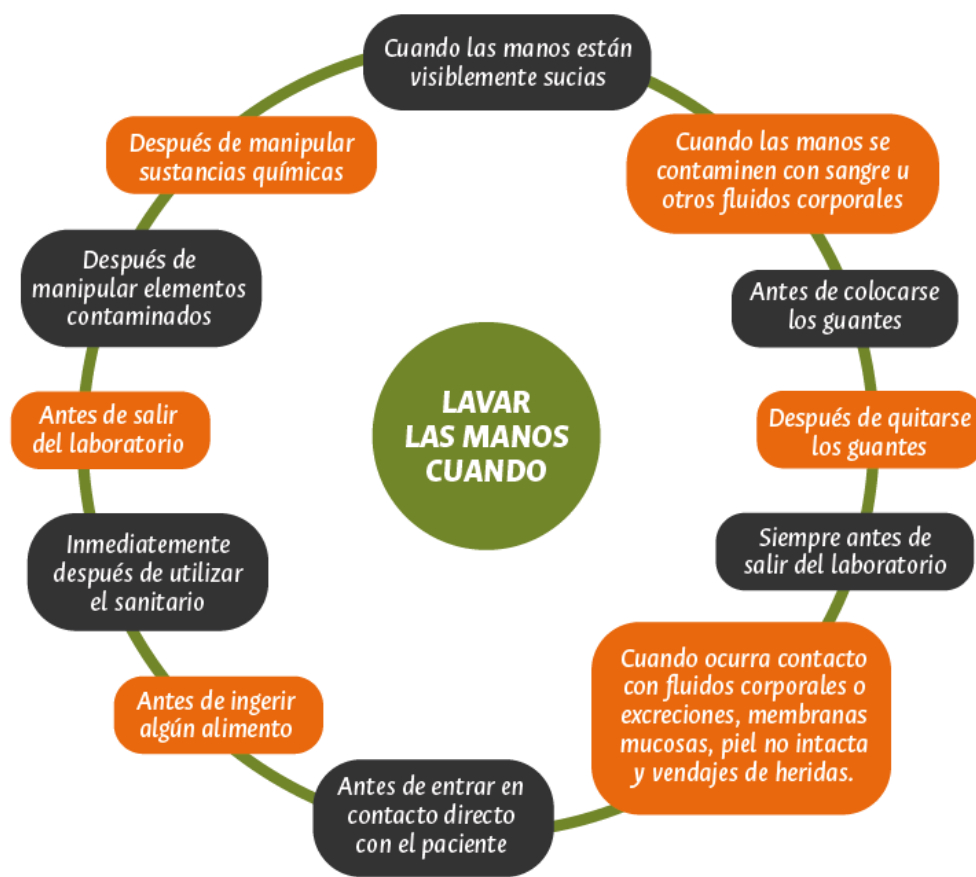 Cuando las manos están
visiblemente sucias
Cuando las manos se
contaminen con sangre u
otros fluidos corporales
Antes de colocarse
los guantes
Después de quitarse
los guantes
Siempre antes de
salir del laboratorio
Cuando ocurra contacto
con fluidos corporales o
excreciones, membranas
mucosas, piel no intacta
y vendajes de heridas.
Antes de entrar en
contacto directo
con el paciente
Antes de ingerir
algún alimento
Inmediatemente
después de utilizar
el sanitario
Antes de salir
del laboratorio
Después de
manipular elementos
contaminados
Después de manipular
sustancias químicas
LAVAR
LAS MANOS
CUANDO